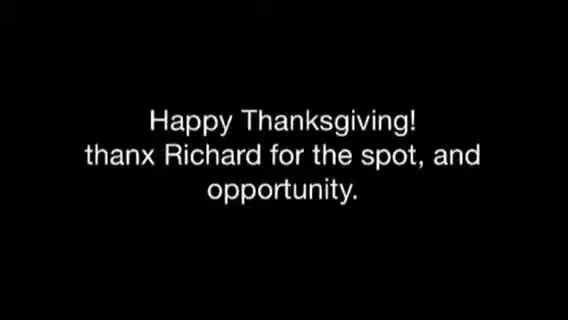 Happy Thanksgiving!
thanx Richard for the spot, and
opportunity.